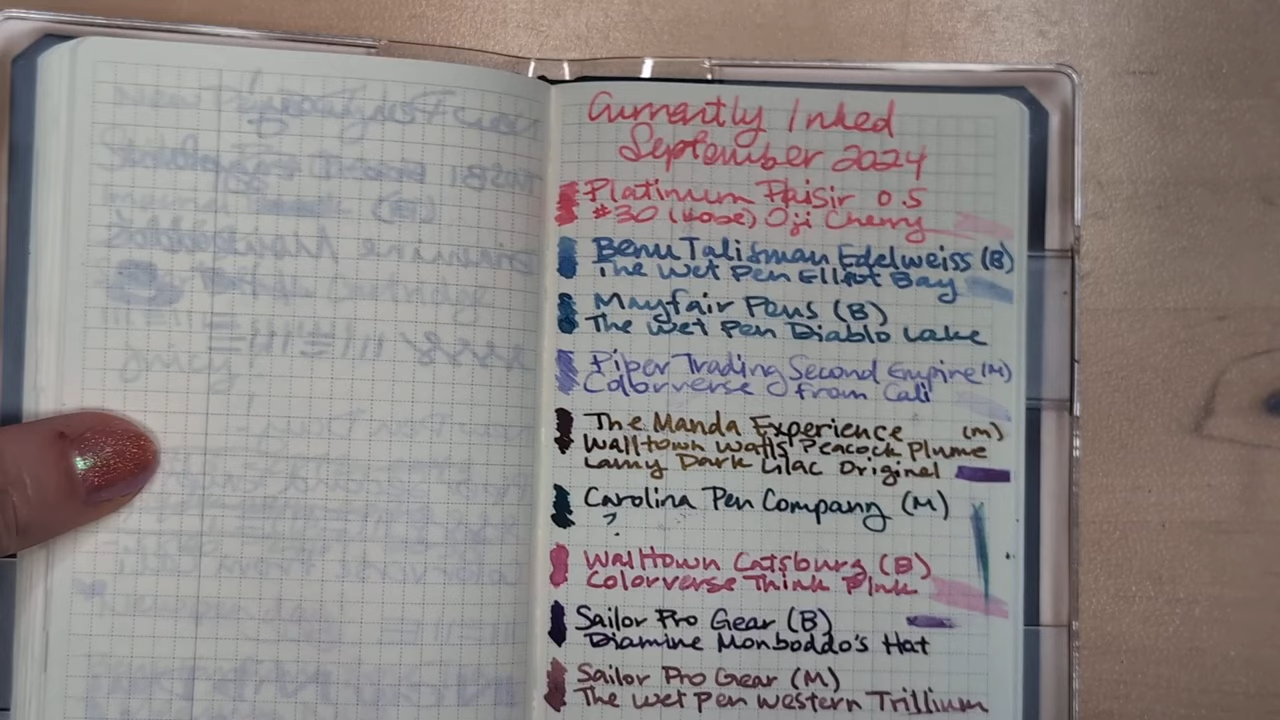 Currently Inked
September 2024
Platinum Plaisir 0.5
#30 (Kobe) Oji Cherry
Benu Talisman Edelweiss (B)
The Wet Pen Elliot Bay
Mayfair Pens (B)
The Wet Pen Diablo Lake
Piper Trading Second Empire (M)
Colorverse From Cali
The Manda Experience (m)
Walltown Walls Peacock Plume
Lamy Dark Lilac Original
Carolina Pen Company (M)
?
Walltown Catsburg (B)
Colorverse Think Pink
Sailor Pro Gear (B)
Diamine Monboddo's Hat
Sailor Pro Gear (M)
The Wet Pen Western Trillium